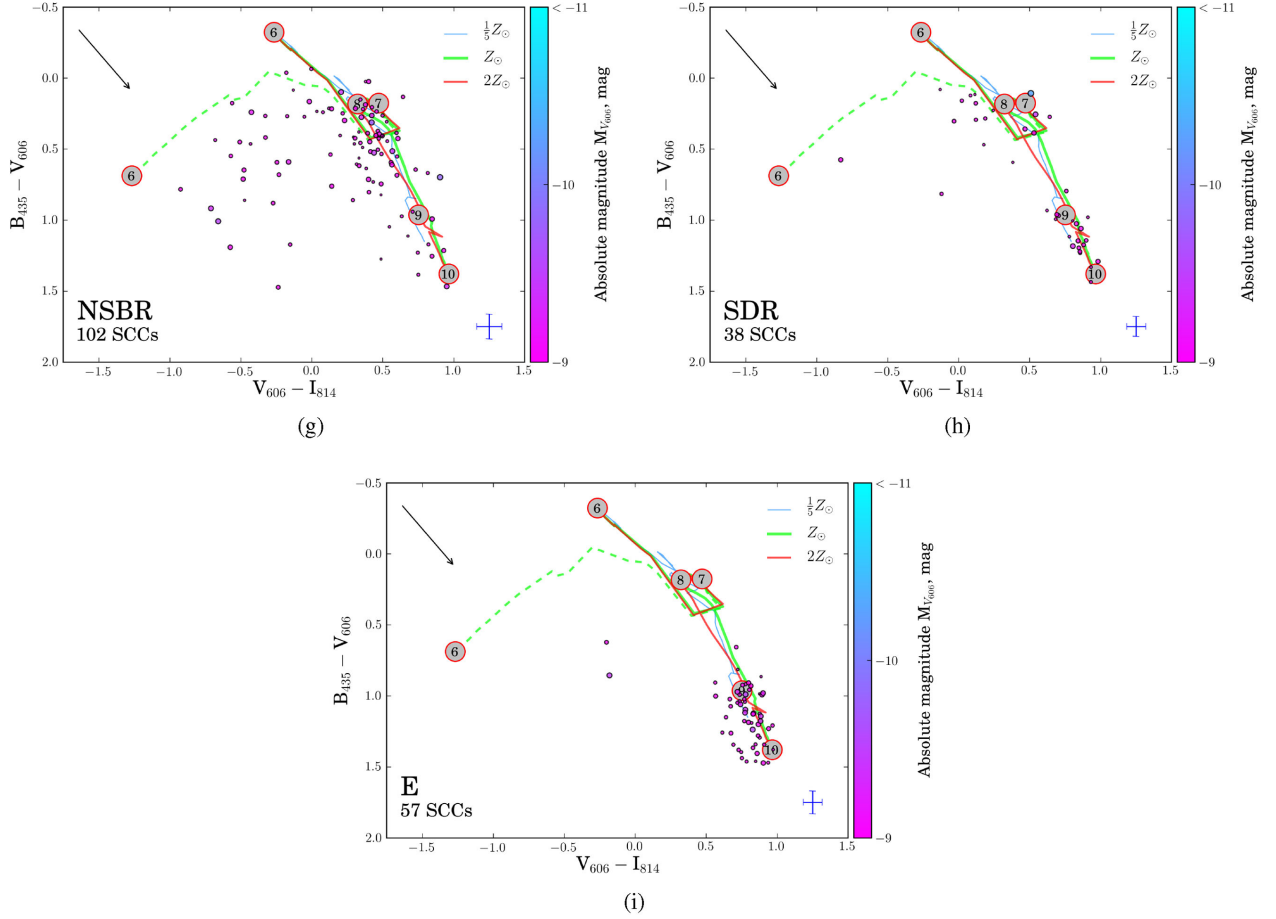 −0.5
0.0
0.5
1.0
1.5
2.0
B₄₃₅ − V₆₀₆
−1.5 −1.0 −0.5 0.0 0.5 1.0 1.5
V₆₀₆ − I₈₁₄
6
6
8 7
9
10
⅕Z⊙
Z⊙
2Z⊙
NSBR
102 SCCs
< −11
−10
−9
Absolute magnitude M_V₆₀₆, mag
(g)
−0.5
0.0
0.5
1.0
1.5
2.0
B₄₃₅ − V₆₀₆
−1.5 −1.0 −0.5 0.0 0.5 1.0 1.5
V₆₀₆ − I₈₁₄
6
6
8 7
9
10
⅕Z⊙
Z⊙
2Z⊙
SDR
38 SCCs
< −11
−10
−9
Absolute magnitude M_V₆₀₆, mag
(h)
−0.5
0.0
0.5
1.0
1.5
2.0
B₄₃₅ − V₆₀₆
−1.5 −1.0 −0.5 0.0 0.5 1.0 1.5
V₆₀₆ − I₈₁₄
6
6
8 7
10
⅕Z⊙
Z⊙
2Z⊙
E
57 SCCs
< −11
−10
−9
Absolute magnitude M_V₆₀₆, mag
(i)